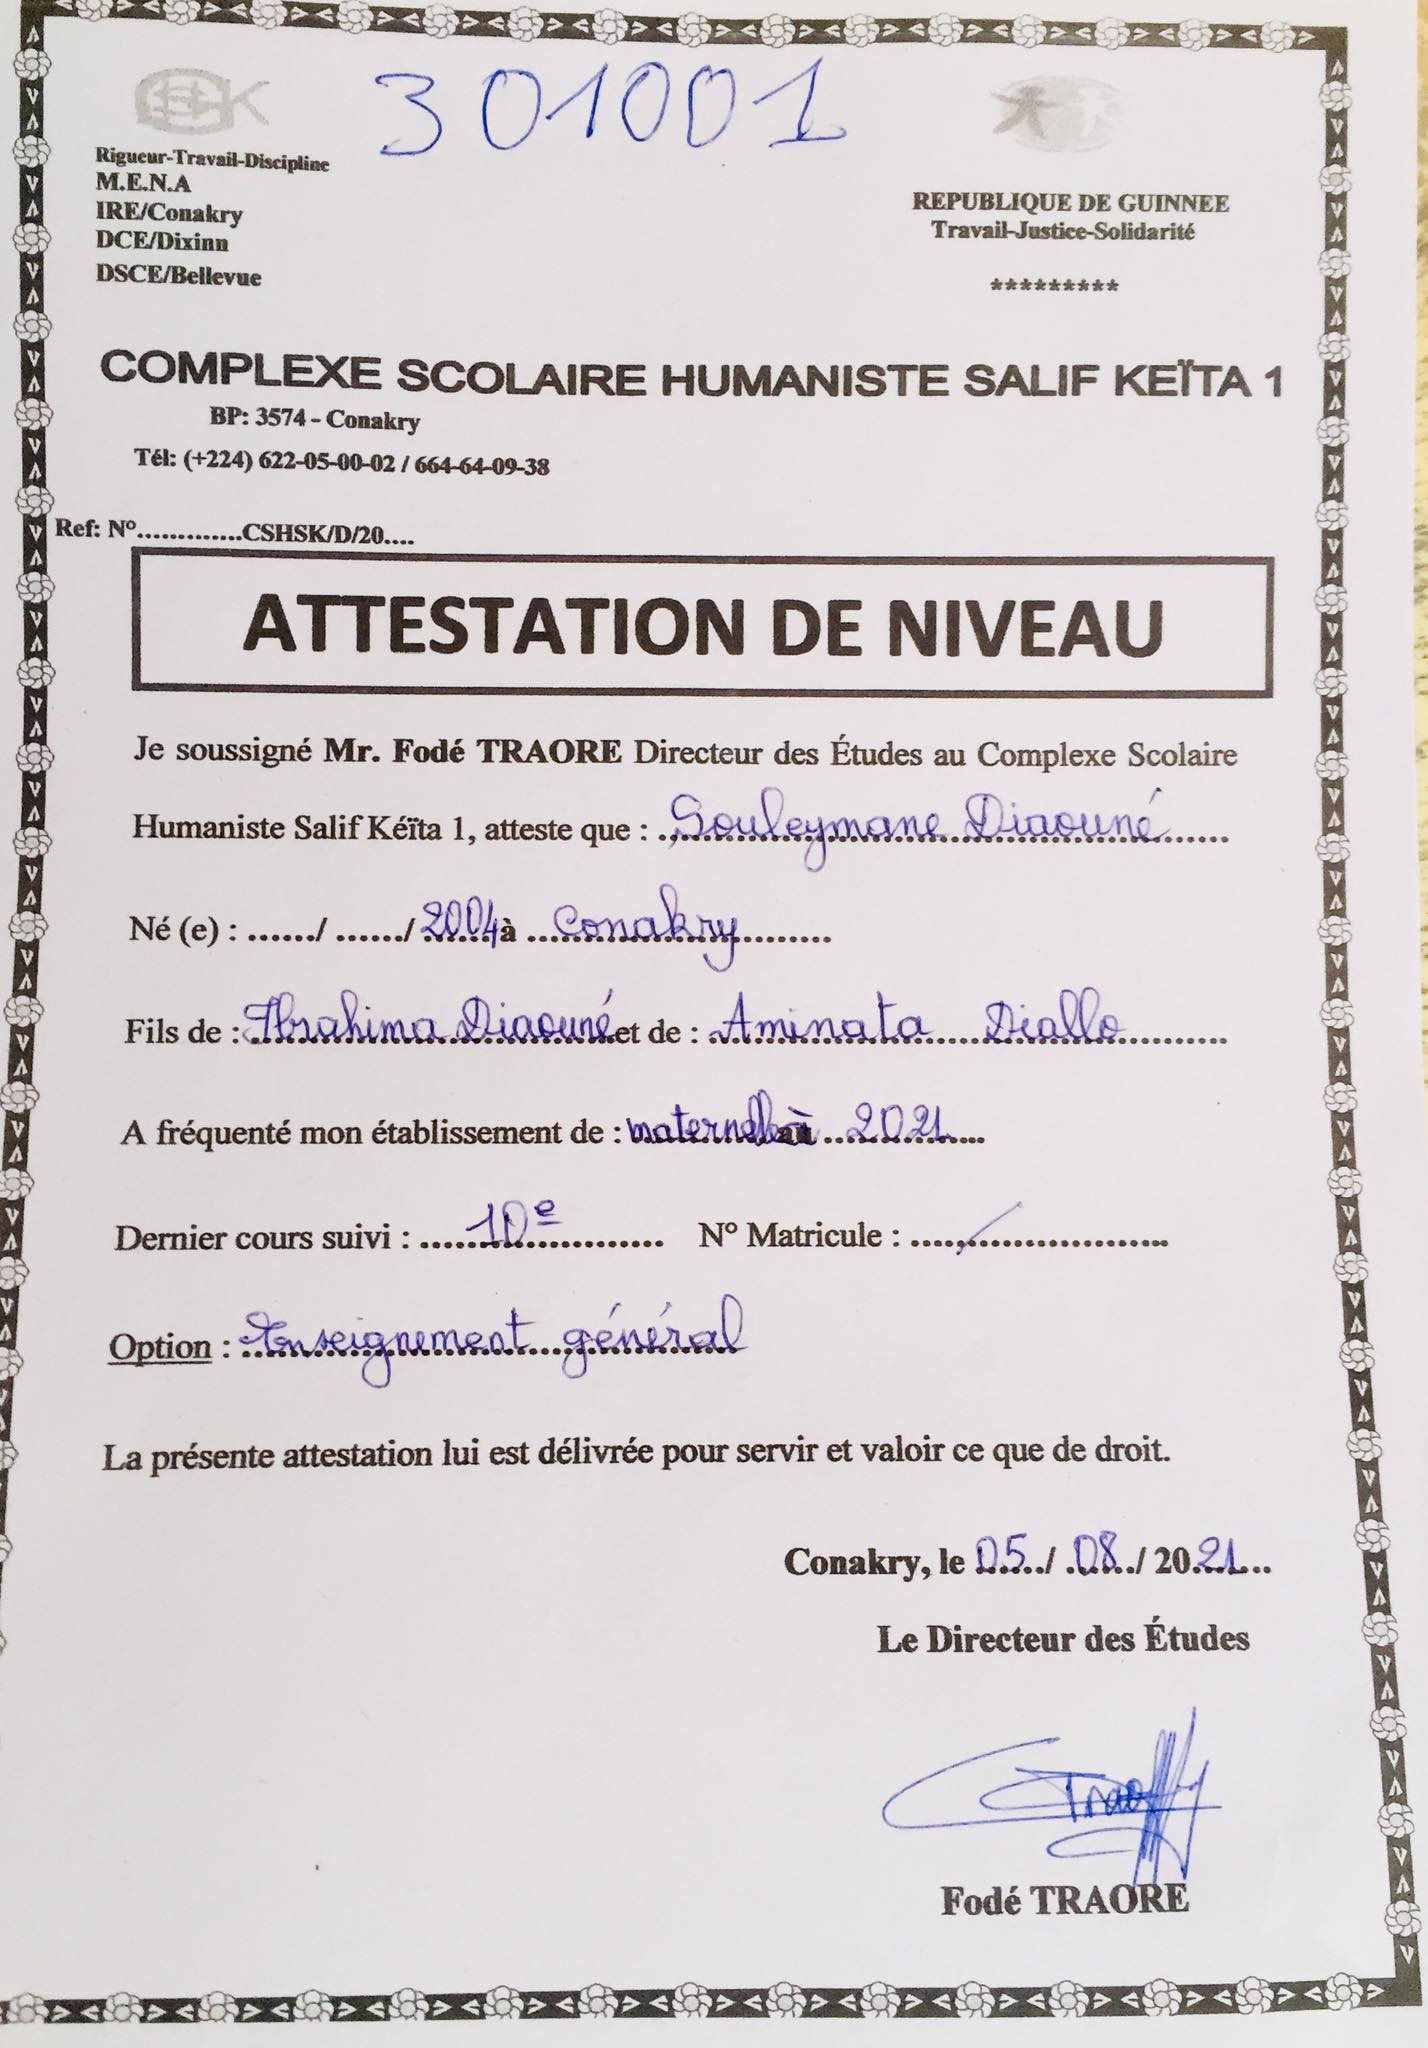 301001
CSHSK
Rigueur-Travail-Discipline
M.E.N.A
IRE/Conakry
DCE/Dixinn
DSCE/Bellevue
REPUBLIQUE DE GUINNEE
Travail-Justice-Solidarité
*********
COMPLEXE SCOLAIRE HUMANISTE SALIF KEÏTA 1
BP: 3574 - Conakry
Tél: (+224) 622-05-00-02 / 664-64-09-38
Ref: N°.............CSHSK/D/20....
ATTESTATION DE NIVEAU
Je soussigné Mr. Fodé TRAORE Directeur des Études au Complexe Scolaire
Humaniste Salif Kéïta 1, atteste que : Souleymane Diaouné
Né (e) : ....../ ....../ 2004 à Conakry
Fils de : Ibrahima Diaouné et de : Aminata Diallo
A fréquenté mon établissement de : maternelle à 2021
Dernier cours suivi : 10e N° Matricule : /
Option : Enseignement général
La présente attestation lui est délivrée pour servir et valoir ce que de droit.
Conakry, le 05/ 08/ 2021
Le Directeur des Études
Fodé TRAORE